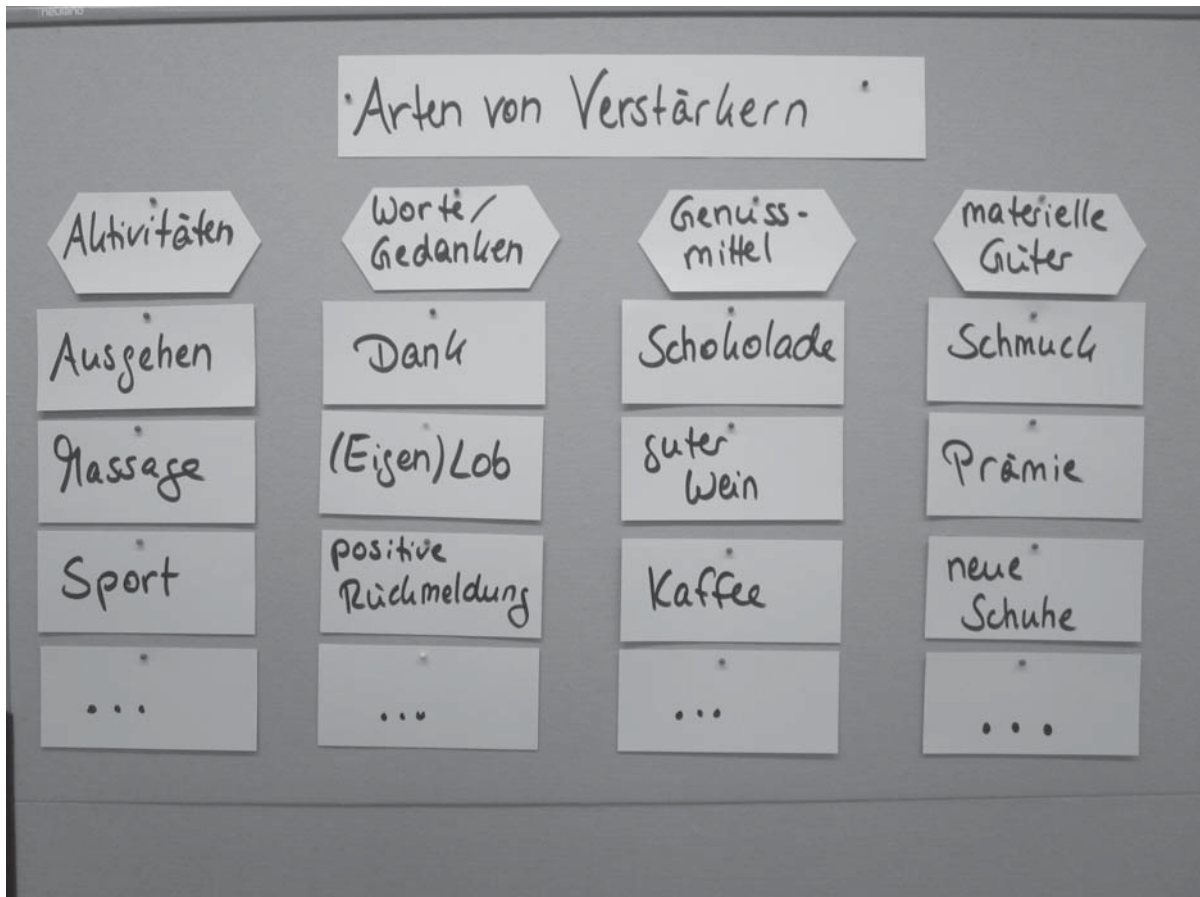 neuland
Arten von Verstärkern
Aktivitäten
Ausgehen
Massage
Sport
...
Worte/
Gedanken
Dank
(Eigen)Lob
positive
Rückmeldung
...
Genuss-
mittel
Schokolade
guter
Wein
Kaffee
...
materielle
Güter
Schmuck
Prämie
neue
Schuhe
...